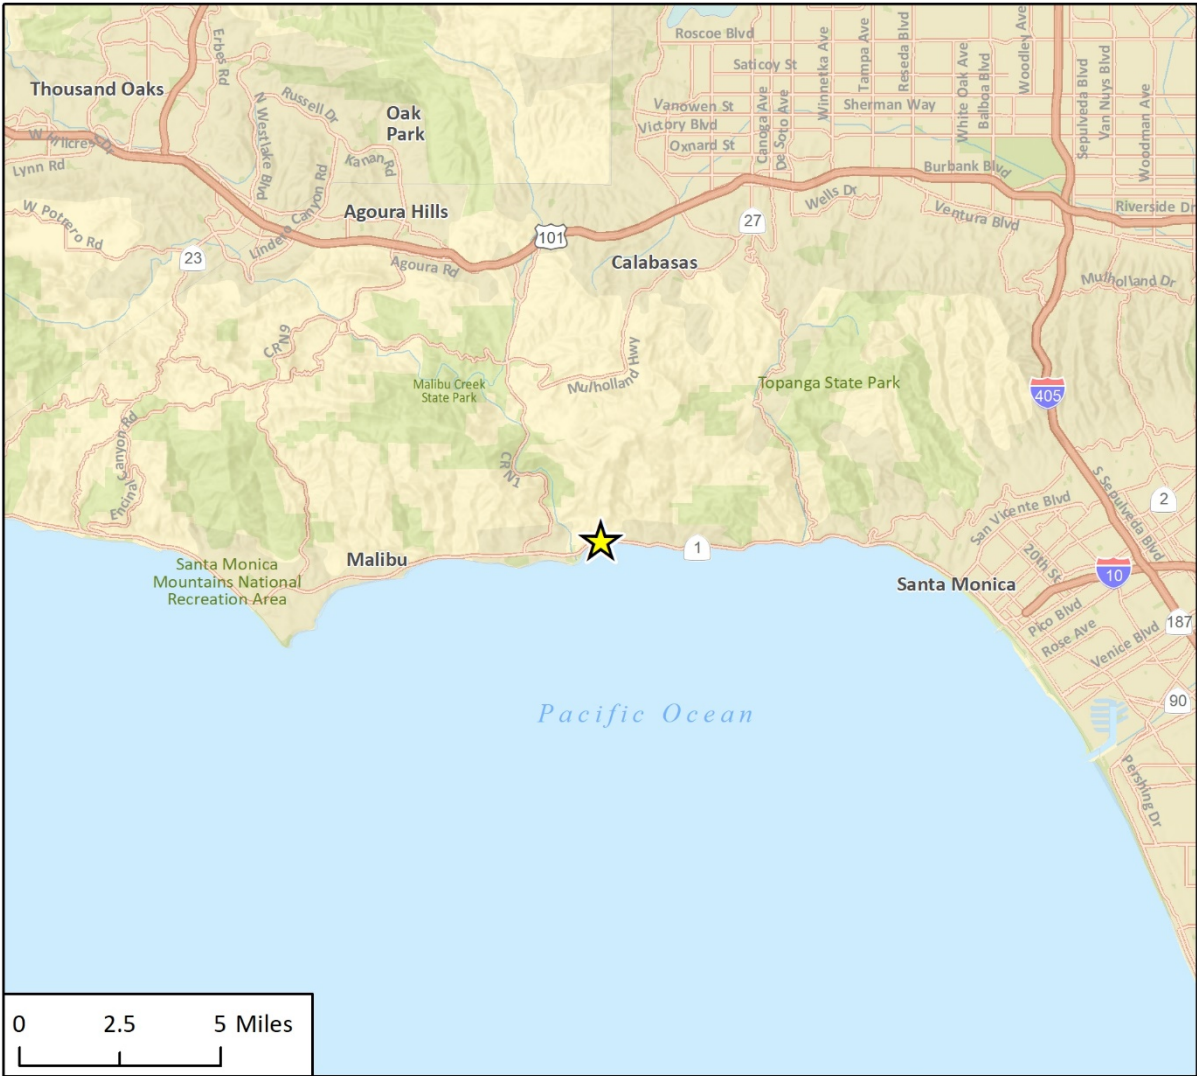 Roscoe Blvd
Saticoy St
Vanowen St
Sherman Way
Victory Blvd
Oxnard St
Canoga Ave
De Soto Ave
Winnetka Ave
Tampa Ave
Reseda Blvd
White Oak Ave
Balboa Blvd
Woodley Ave
Sepulveda Blvd
Van Nuys Blvd
Woodman Ave
Erbes Rd
Thousand Oaks
N Westlake Blvd
Russell Dr
Oak
Park
W Hillcrest Dr
Lynn Rd
Kanan Rd
Burbank Blvd
Wells Dr
Ventura Blvd
Riverside Dr
W Potrero Rd
Lindero Canyon Rd
Agoura Hills
23
101
27
Agoura Rd
Calabasas
Mulholland Dr
CR N9
Mulholland Hwy
Malibu Creek
State Park
Topanga State Park
405
Encinal Canyon Rd
CR N1
S Sepulveda Blvd
San Vicente Blvd
2
20th St
1
10
Malibu
Santa Monica
Mountains National
Recreation Area
Santa Monica
Pico Blvd
Rose Ave
Venice Blvd
187
90
Pacific Ocean
Pershing Dr
0 2.5 5 Miles